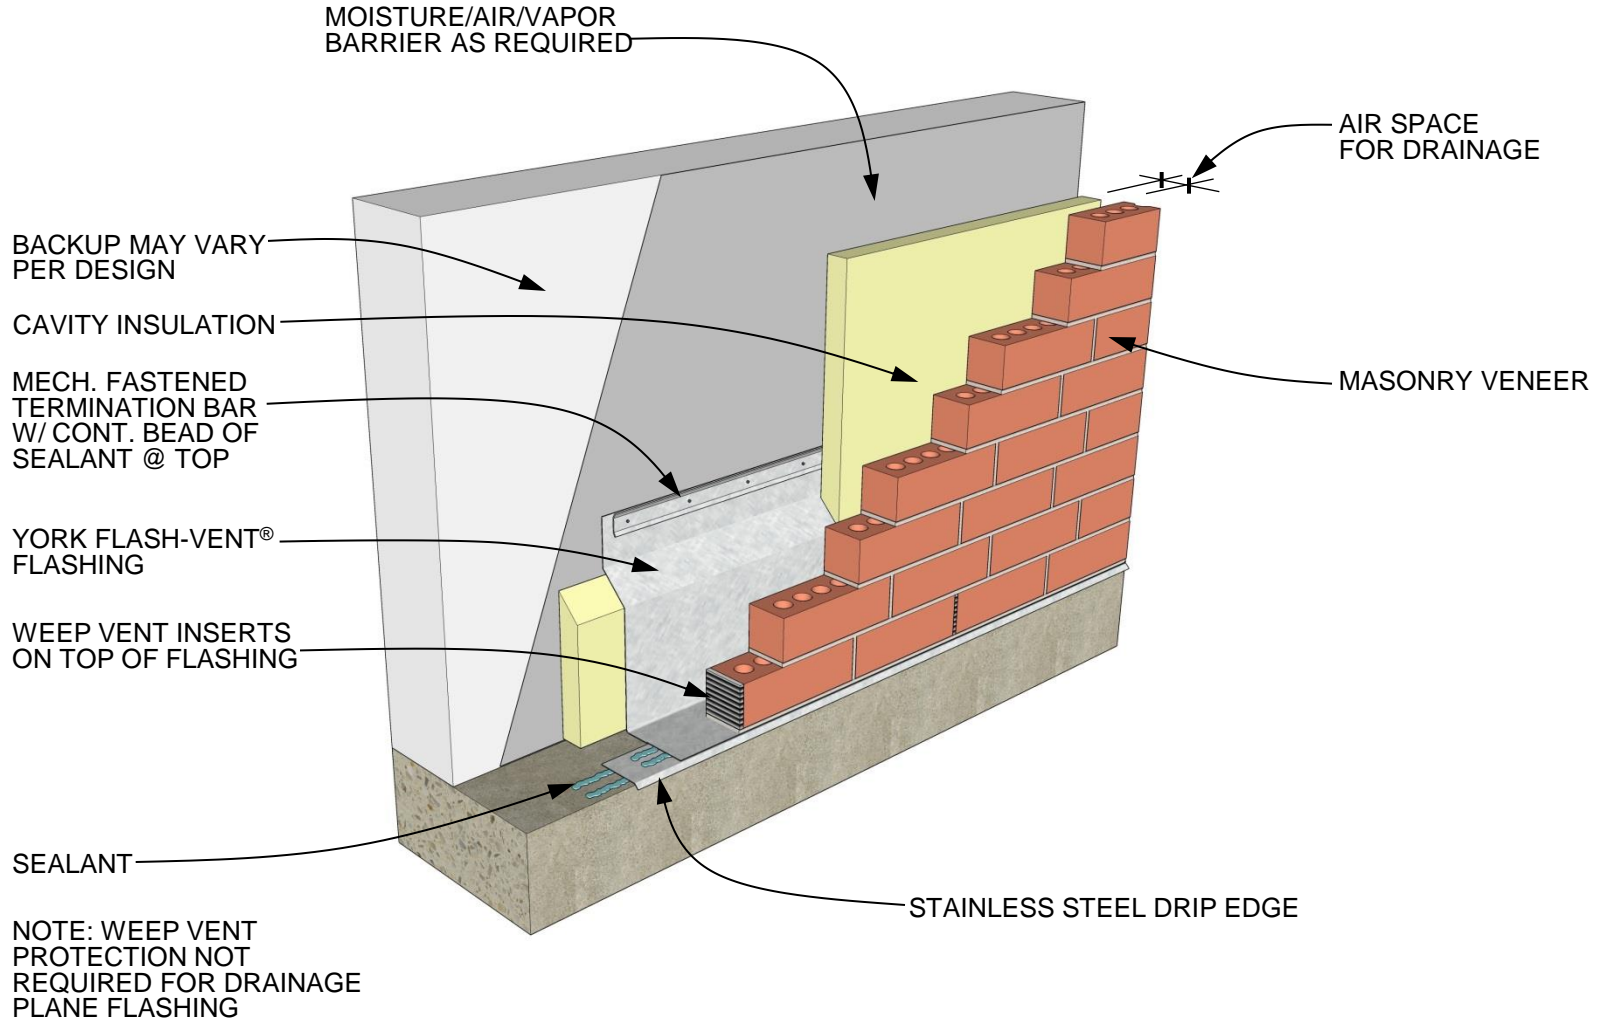 MOISTURE/AIR/VAPOR
BARRIER AS REQUIRED
AIR SPACE
FOR DRAINAGE
BACKUP MAY VARY
PER DESIGN
CAVITY INSULATION
MECH. FASTENED
TERMINATION BAR
W/ CONT. BEAD OF
SEALANT @ TOP
MASONRY VENEER
YORK FLASH-VENT®
FLASHING
WEEP VENT INSERTS
ON TOP OF FLASHING
SEALANT
STAINLESS STEEL DRIP EDGE
NOTE: WEEP VENT
PROTECTION NOT
REQUIRED FOR DRAINAGE
PLANE FLASHING